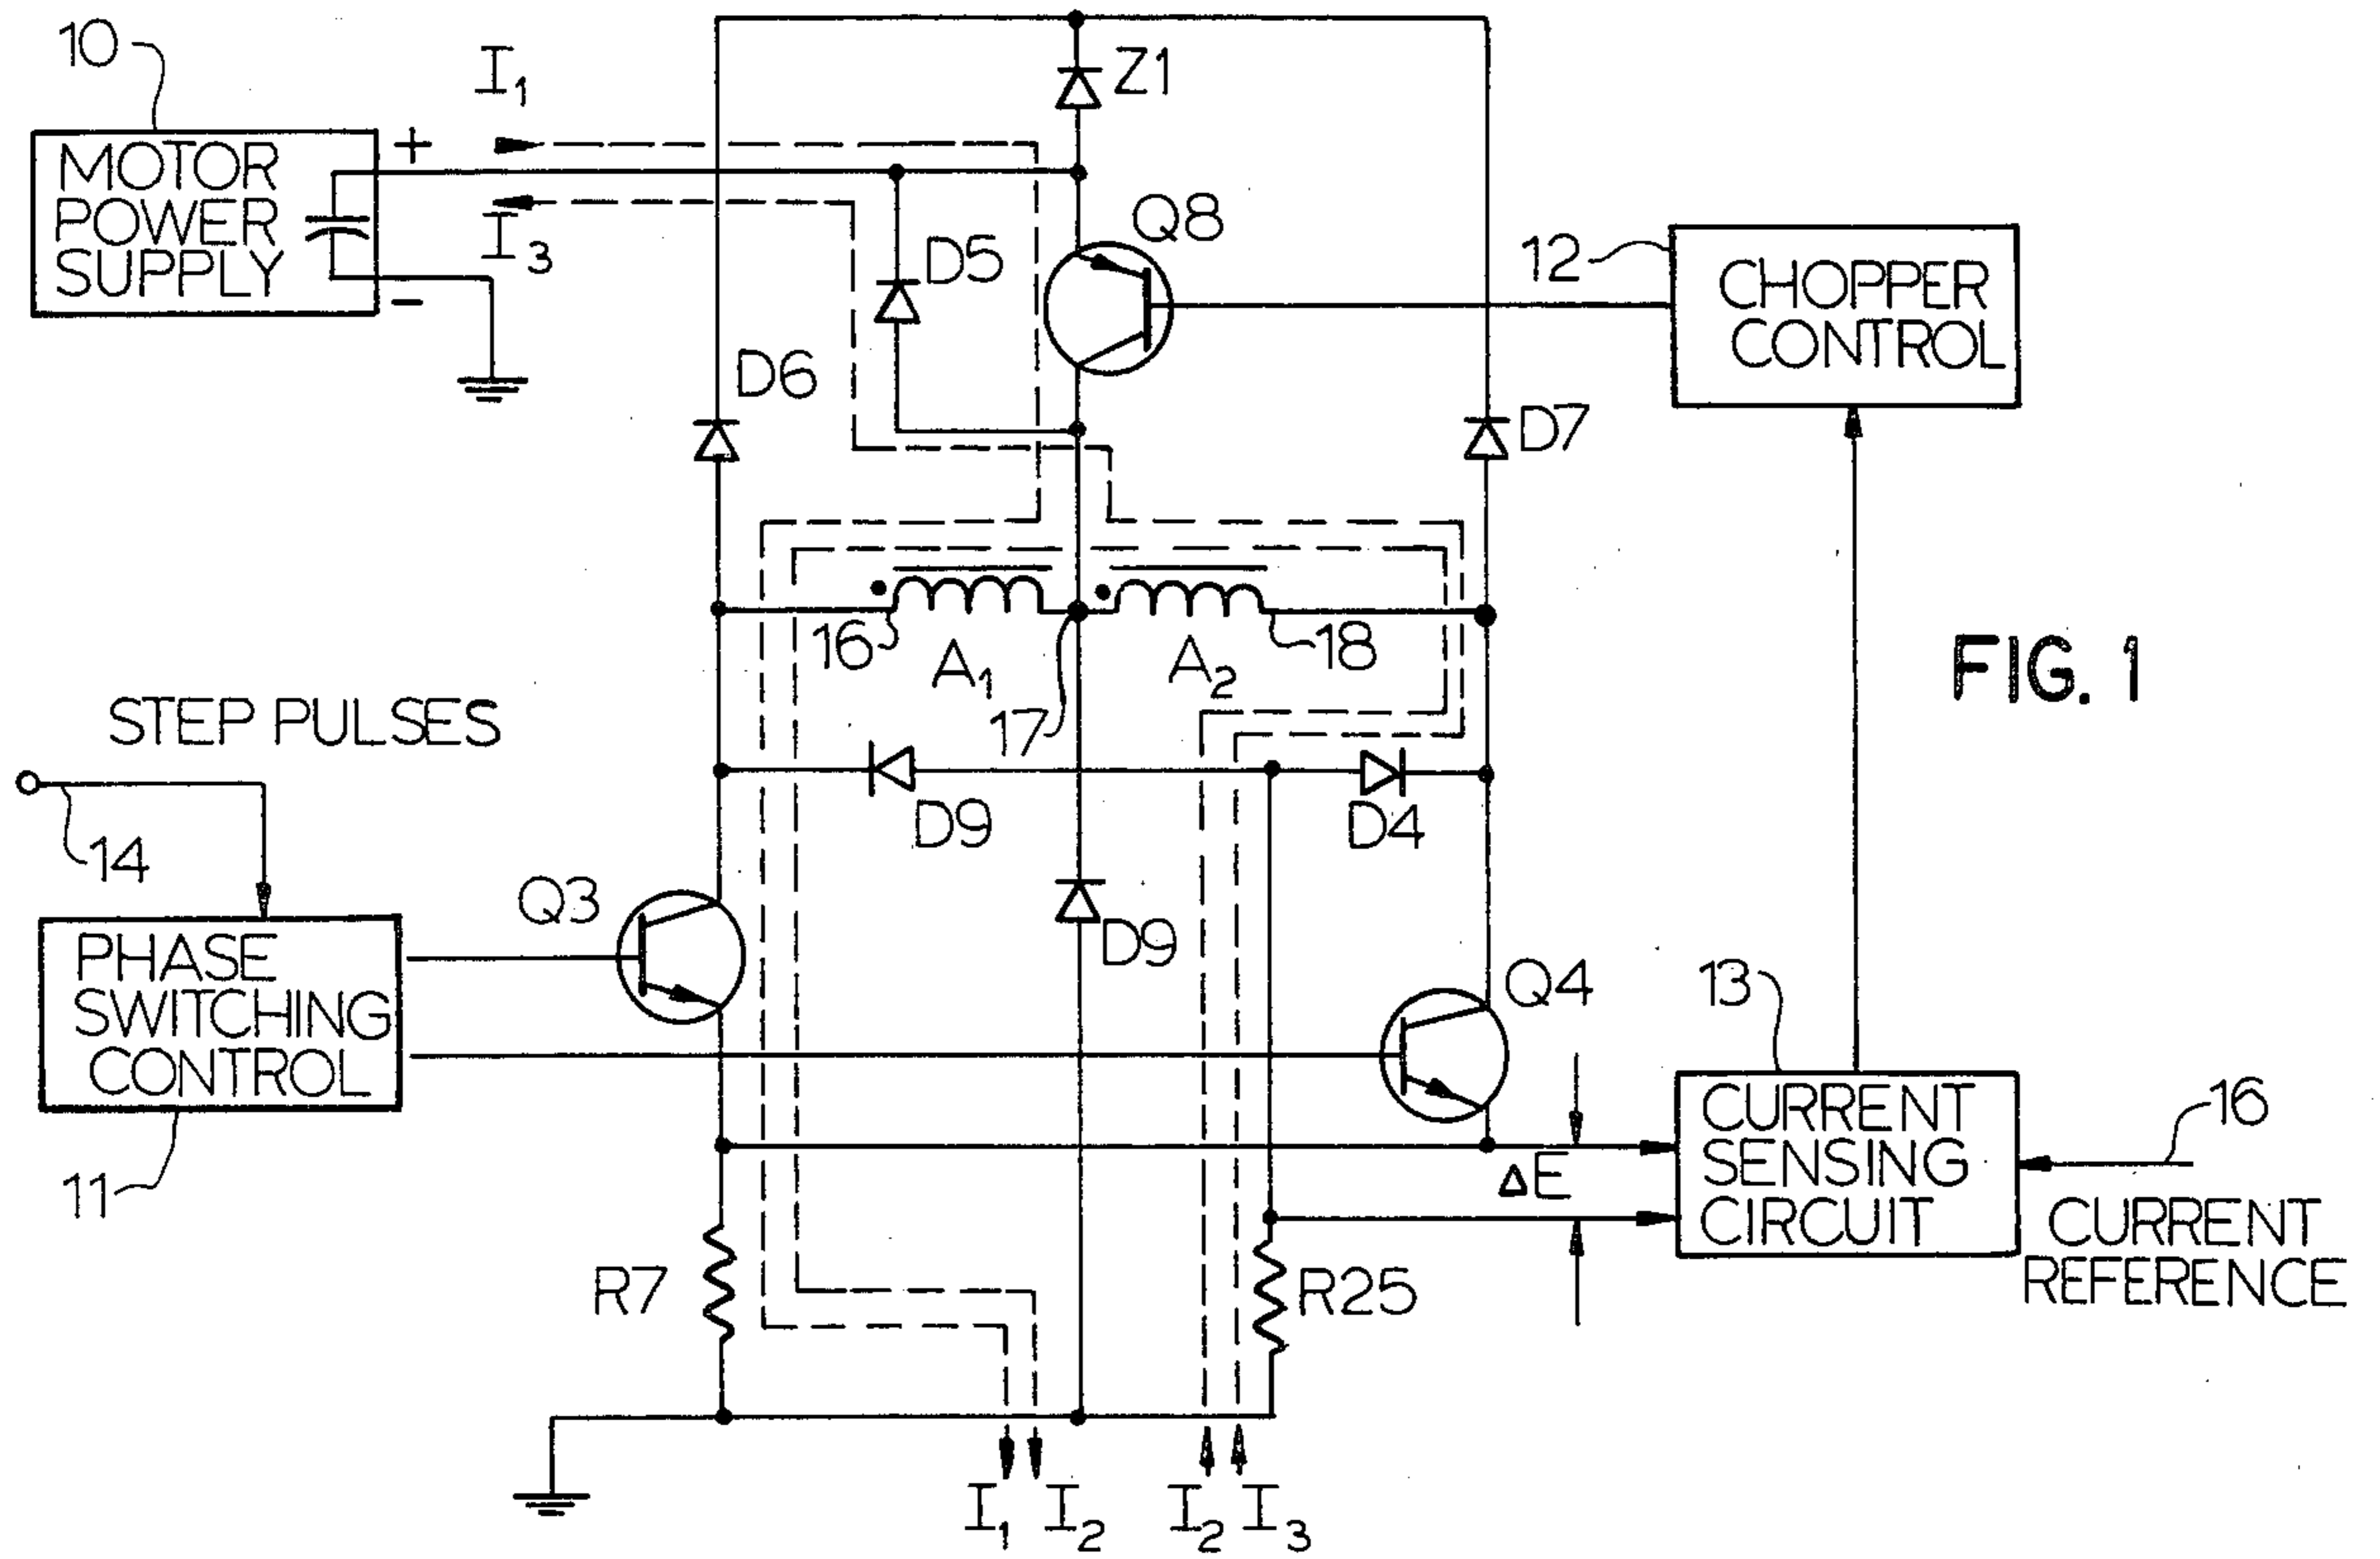 10
I1
Z1
+
MOTOR
POWER
SUPPLY
I3
−
D5
Q8
12
CHOPPER
CONTROL
D6
D7
16
A1
17
A2
18
FIG. 1
STEP PULSES
14
D9
D4
Q3
D9
PHASE
SWITCHING
CONTROL
11
Q4
13
CURRENT
SENSING
CIRCUIT
16
CURRENT
REFERENCE
ΔE
R7
R25
I1 I2 I2 I3